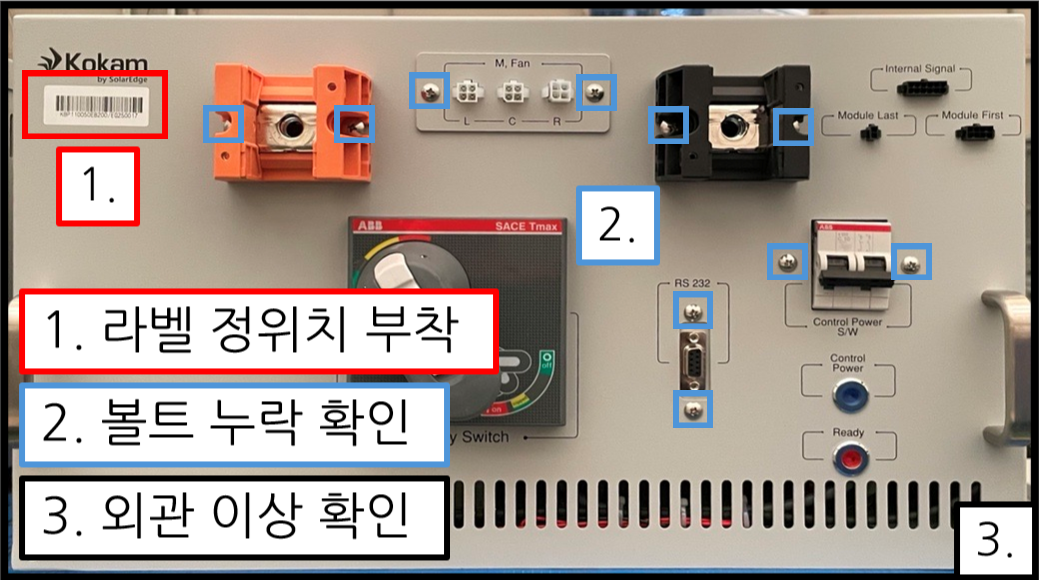 Kokam
by SolarEdge
1.
M, Fan
L C R
Internal Signal
Module Last
Module First
2.
ABB
SACE Tmax
ABB
RS 232
Control Power
S/W
Control
Power
Ready
off
on
y Switch
1. 라벨 정위치 부착
2. 볼트 누락 확인
3. 외관 이상 확인
3.